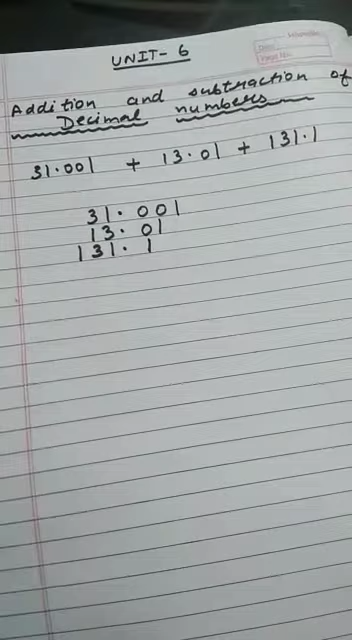 UNIT- 6
Addition and subtraction of
Decimal numbers
31.001 + 13.01 + 131.1
31.001
13.01
131.1